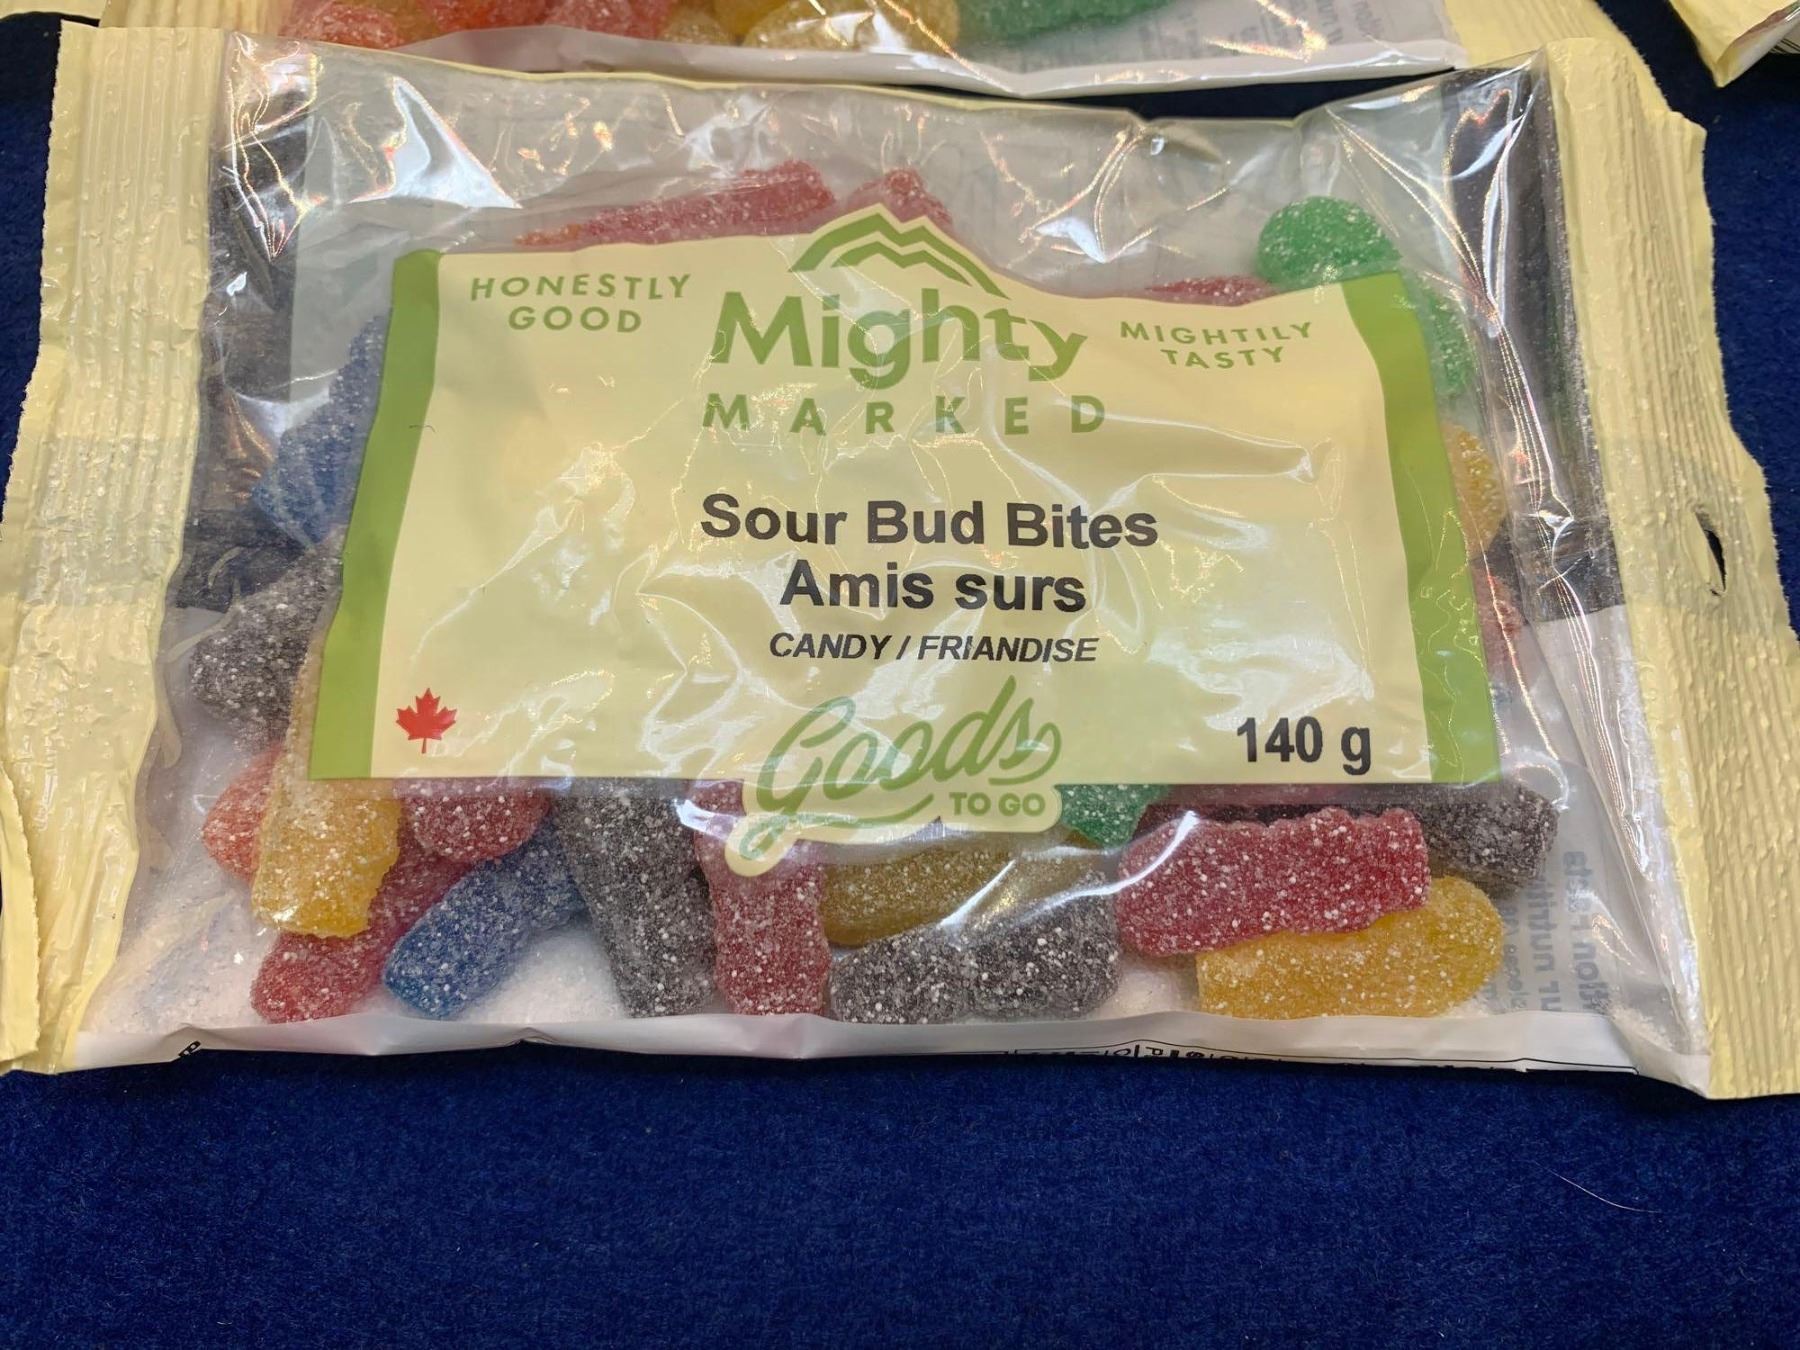 HONESTLY
GOOD
Mighty
MARKED
MIGHTILY
TASTY
Sour Bud Bites
Amis surs
CANDY / FRIANDISE
Goods
TO GO
140 g